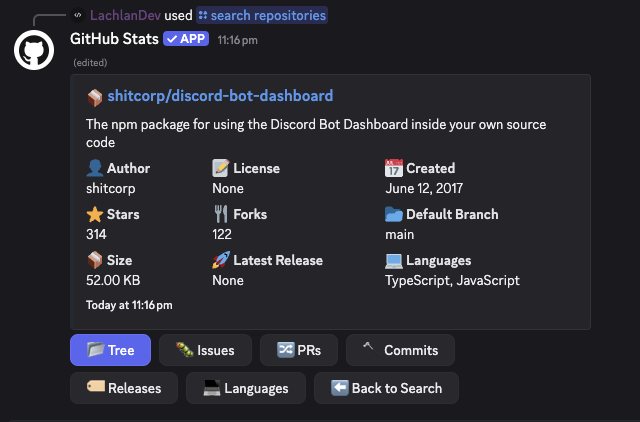 LachlanDev used search repositories
GitHub Stats APP 11:16 pm
(edited)
shitcorp/discord-bot-dashboard
The npm package for using the Discord Bot Dashboard inside your own source
code
Author License Created
shitcorp None June 12, 2017
Stars Forks Default Branch
314 122 main
Size Latest Release Languages
52.00 KB None TypeScript, JavaScript
Today at 11:16 pm
Tree Issues PRs Commits
Releases Languages Back to Search